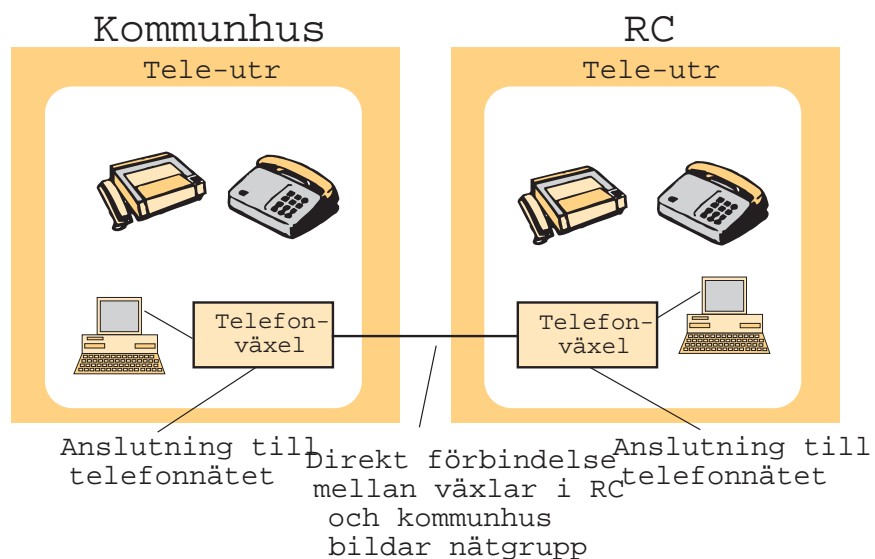 Kommunhus
RC
Tele-utr
Tele-utr
Telefon-
växel
Telefon-
växel
Anslutning till
telefonnätet
Direkt förbindelse
mellan växlar i RC
och kommunhus
bildar nätgrupp
Anslutning till
telefonnätet